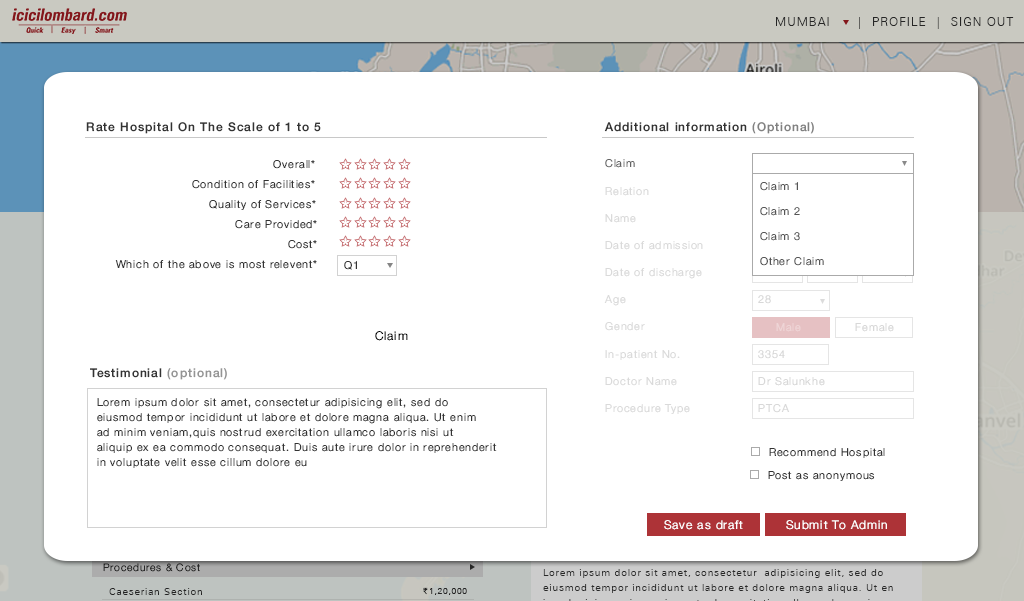 icicilombard.com
Quick | Easy | Smart
MUMBAI | PROFILE | SIGN OUT
Airoli
Rate Hospital On The Scale of 1 to 5
Overall*
Condition of Facilities*
Quality of Services*
Care Provided*
Cost*
Which of the above is most relevent* Q1
Claim
Testimonial (optional)
Lorem ipsum dolor sit amet, consectetur adipisicing elit, sed do
eiusmod tempor incididunt ut labore et dolore magna aliqua. Ut enim
ad minim veniam,quis nostrud exercitation ullamco laboris nisi ut
aliquip ex ea commodo consequat. Duis aute irure dolor in reprehenderit
in voluptate velit esse cillum dolore eu
Additional information (Optional)
Claim
Claim 1
Claim 2
Claim 3
Other Claim
Relation
Name
Date of admission
Date of discharge
Age 28
Gender Male Female
In-patient No. 3354
Doctor Name Dr Salunkhe
Procedure Type PTCA
Recommend Hospital
Post as anonymous
Save as draft Submit To Admin
Procedures & Cost
Caeserian Section ₹1,20,000
Lorem ipsum dolor sit amet, consectetur adipisicing elit, sed do
eiusmod tempor incididunt ut labore et dolore magna aliqua. Ut en